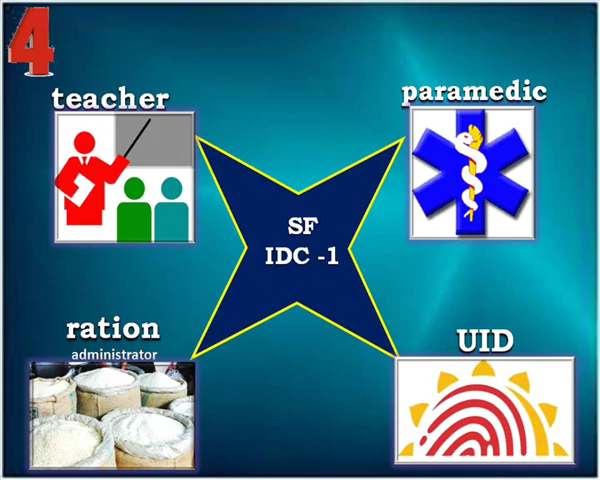 4
teacher
paramedic
SF
IDC -1
ration
administrator
UID